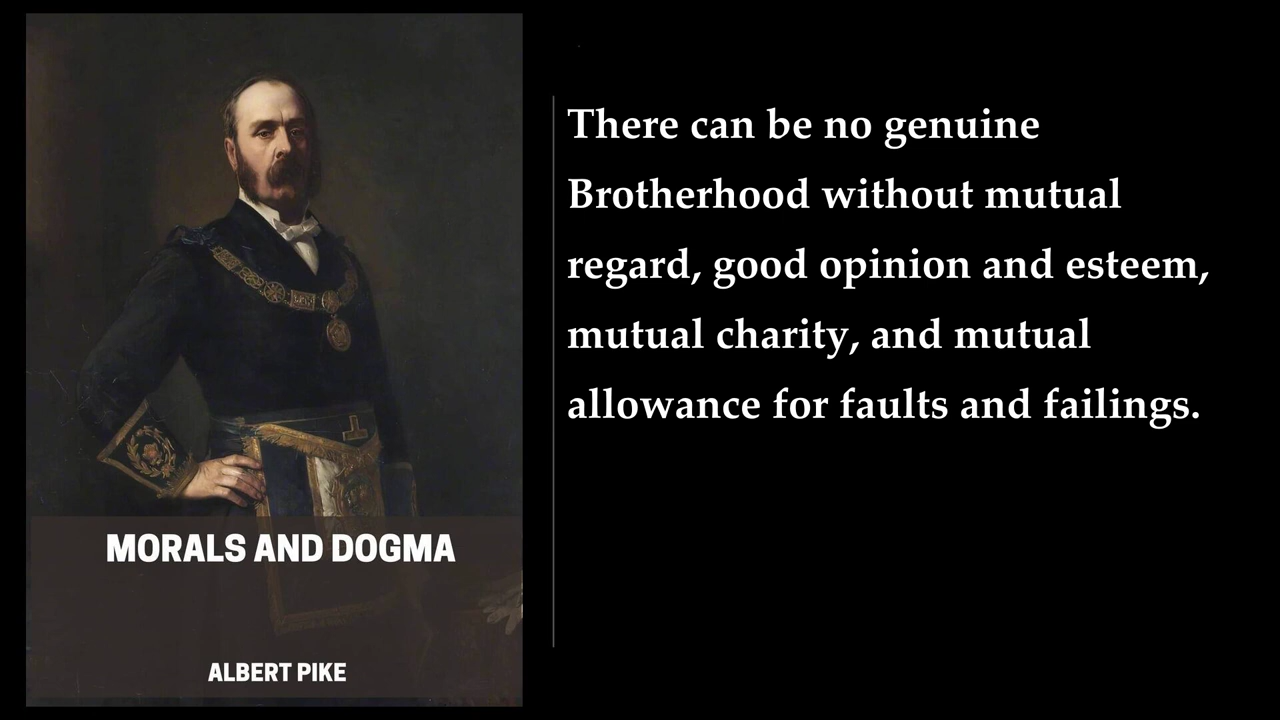 There can be no genuine
Brotherhood without mutual
regard, good opinion and esteem,
mutual charity, and mutual
allowance for faults and failings.
MORALS AND DOGMA
ALBERT PIKE